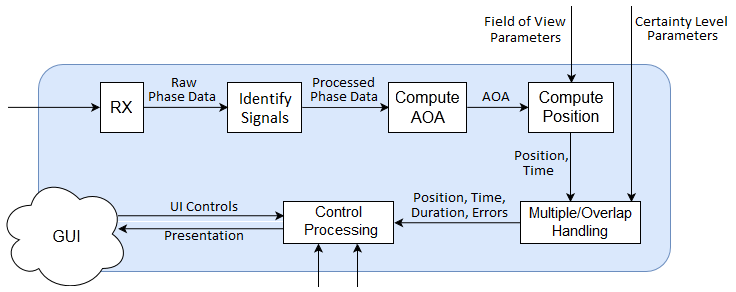 Field of View
Parameters
Certainty Level
Parameters
Raw
Phase Data
Processed
Phase Data
AOA
RX
Identify
Signals
Compute
AOA
Compute
Position
Position,
Time
UI Controls
Presentation
GUI
Control
Processing
Position, Time,
Duration, Errors
Multiple/Overlap
Handling